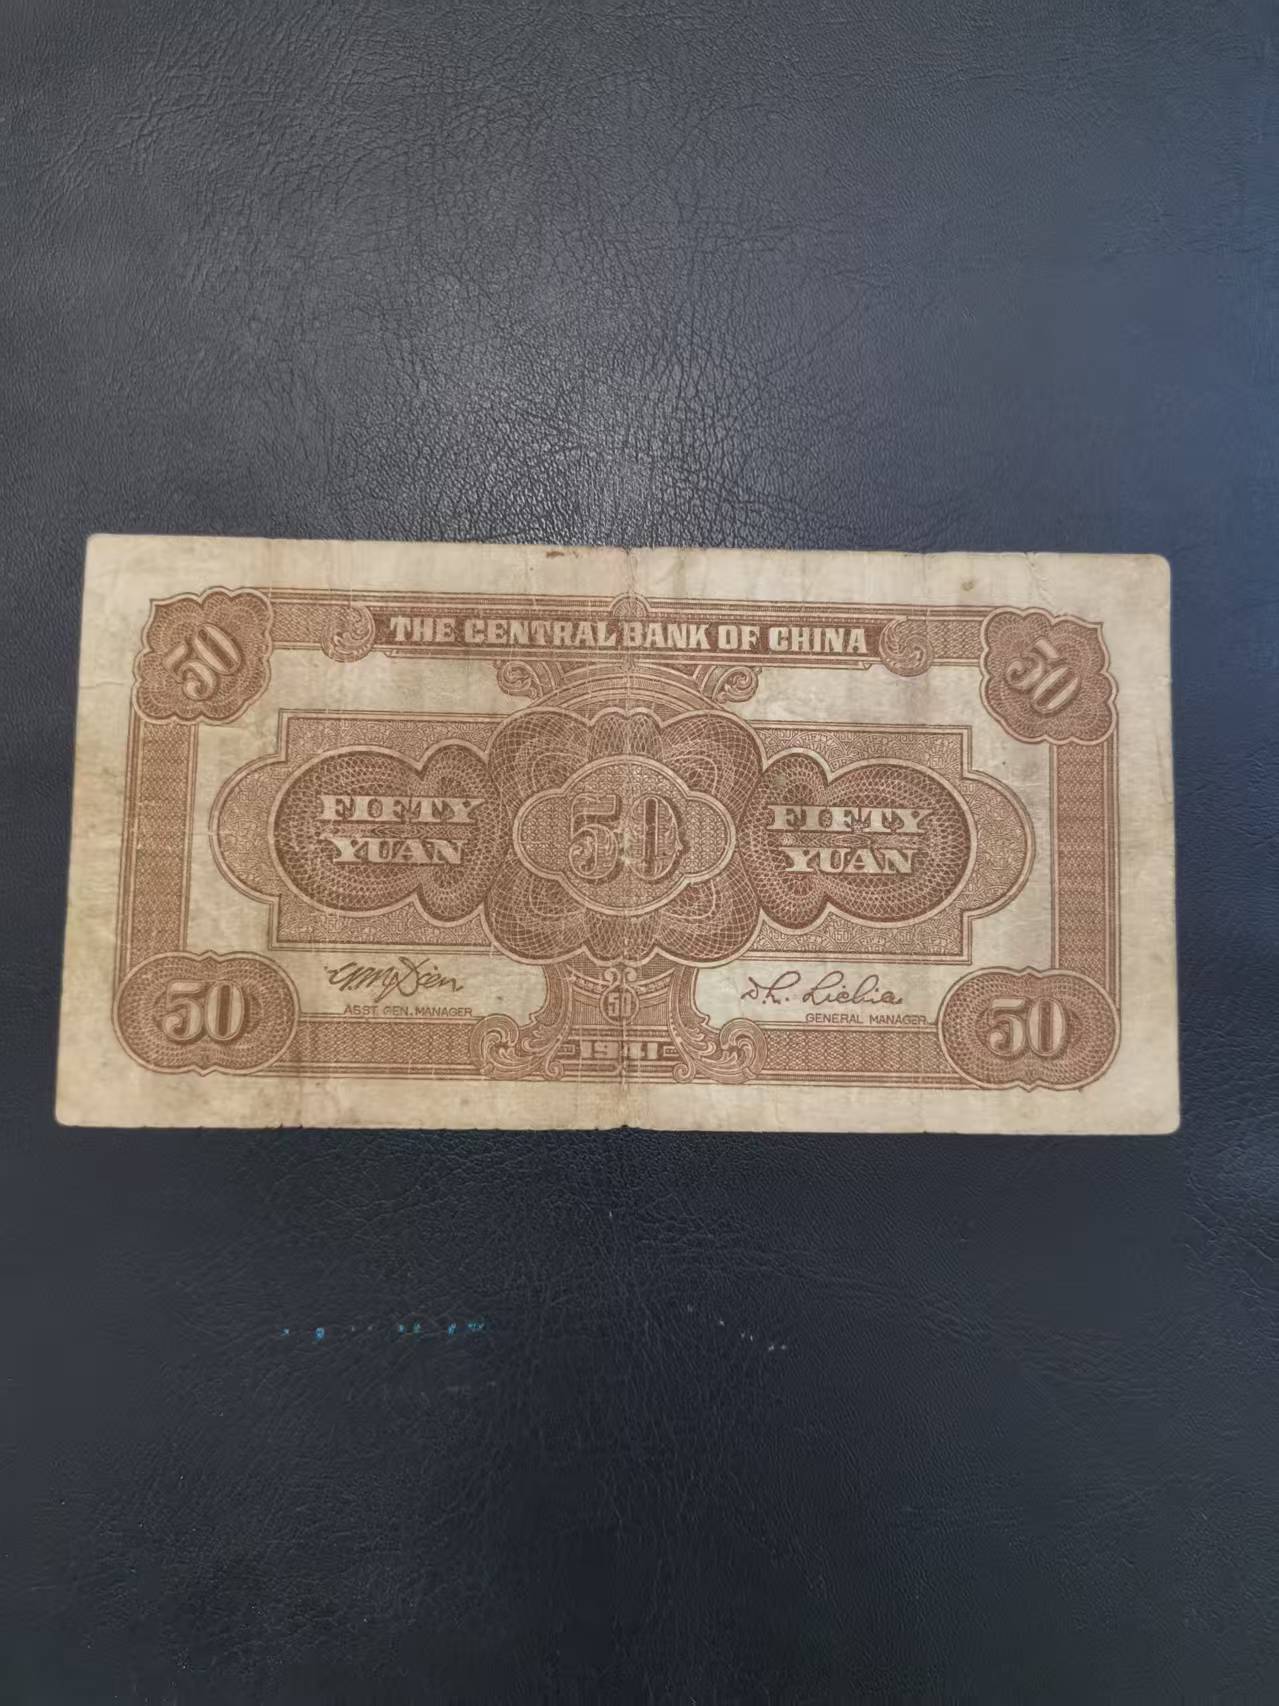 50
THE CENTRAL BANK OF CHINA
50
FIFTY
YUAN
50
FIFTY
YUAN
ASST GEN. MANAGER
GENERAL MANAGER
50
50
50
1941